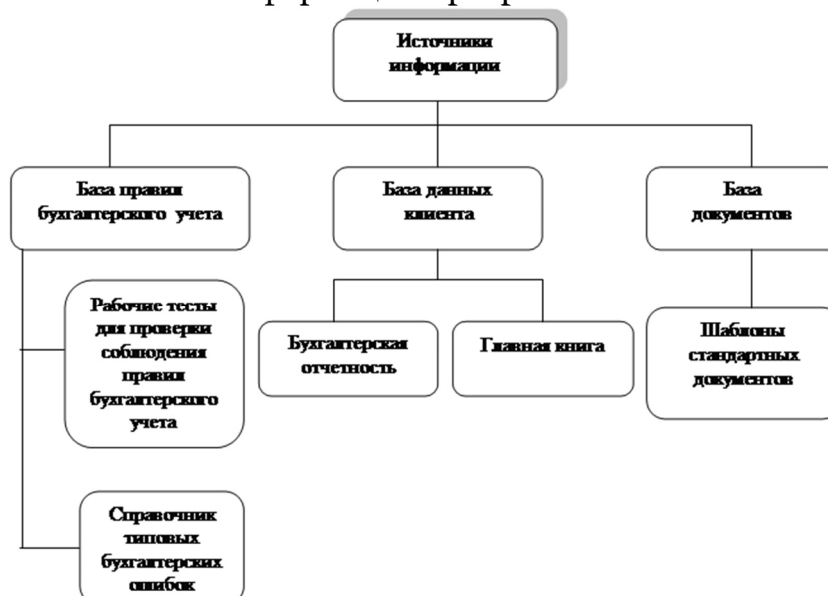 Источники
информации
База правил
бухгалтерского учета
База данных
клиента
База
документов
Рабочие тесты
для проверки
соблюдения
правил
бухгалтерского
учета
Бухгалтерская
отчетность
Главная книга
Шаблоны
стандартных
документов
Справочник
типовых
бухгалтерских
ошибок